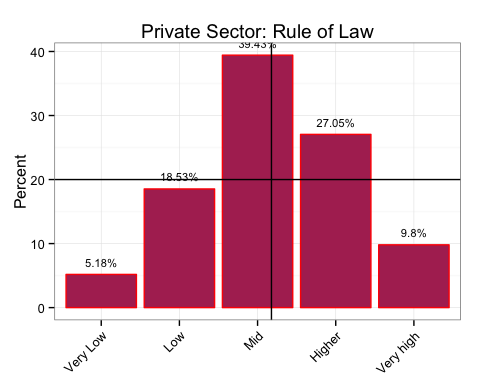 Private Sector: Rule of Law
Percent
40
30
20
10
0
5.18%
18.53%
39.43%
27.05%
9.8%
Very Low
Low
Mid
Higher
Very high